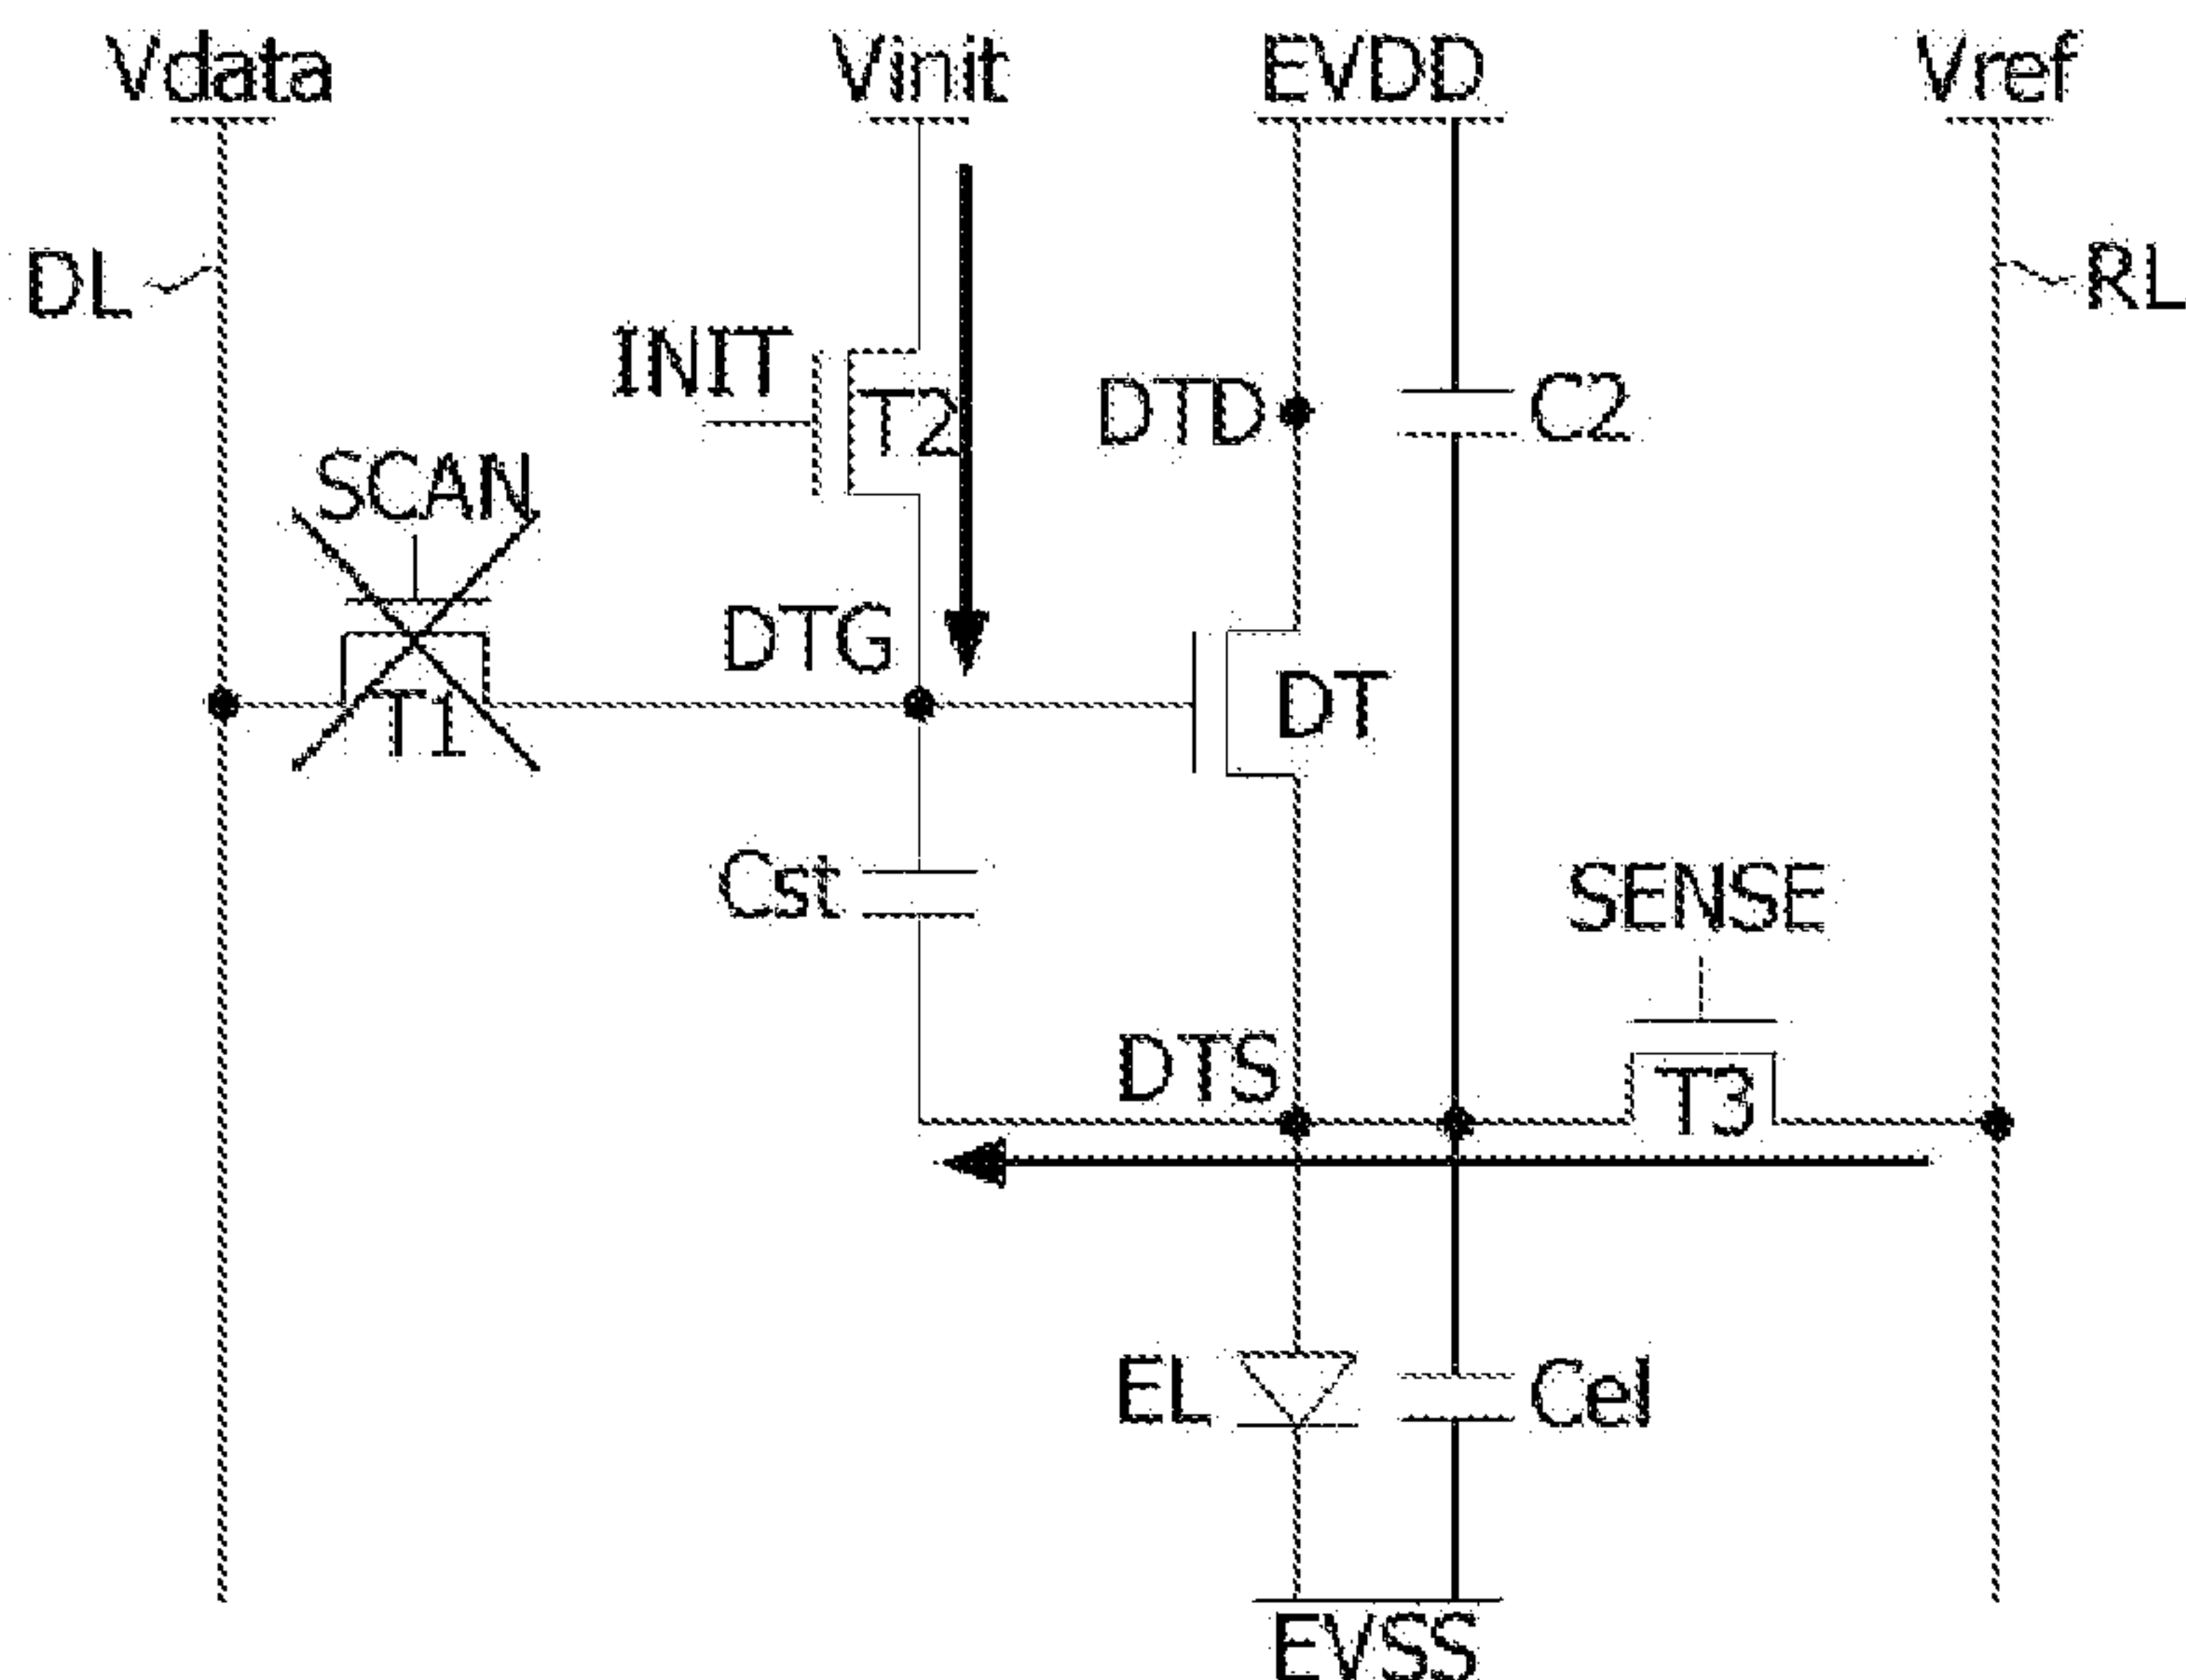 Vdata
Vinit
EVDD
Vref
DL
RL
INIT
T2
DTD
C2
SCAN
DTG
T1
DT
Cst
SENSE
DTS
T3
EL
Cel
EVSS